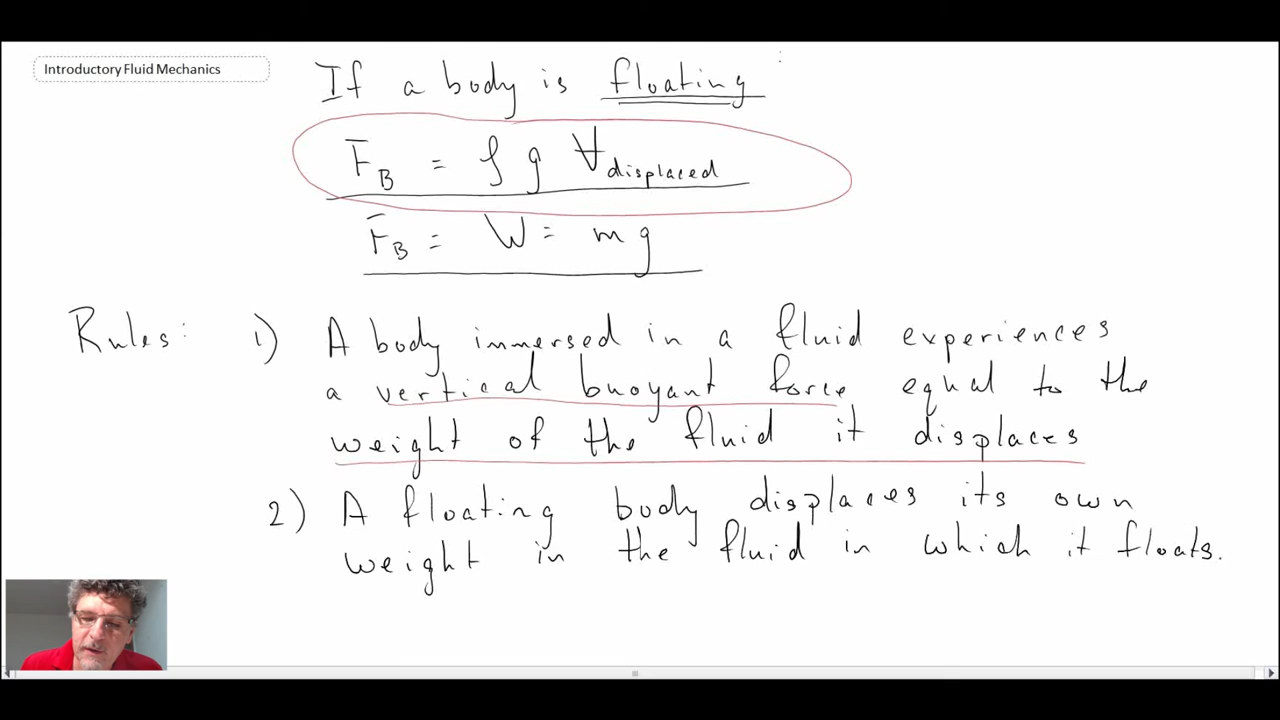 Introductory Fluid Mechanics
If a body is floating :
F_B = ρ g ∀_displaced
F_B = W = m g
Rules: 1) A body immersed in a fluid experiences
a vertical buoyant force equal to the
weight of the fluid it displaces
2) A floating body displaces its own
weight in the fluid in which it floats.